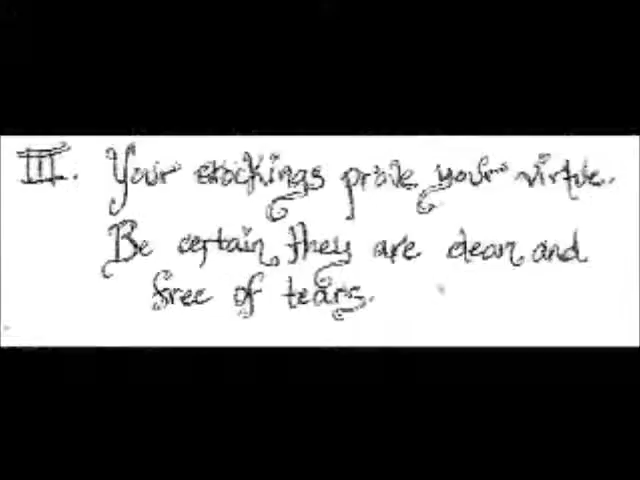 III. Your stockings prove your virtue.
Be certain they are clean and
free of tears.